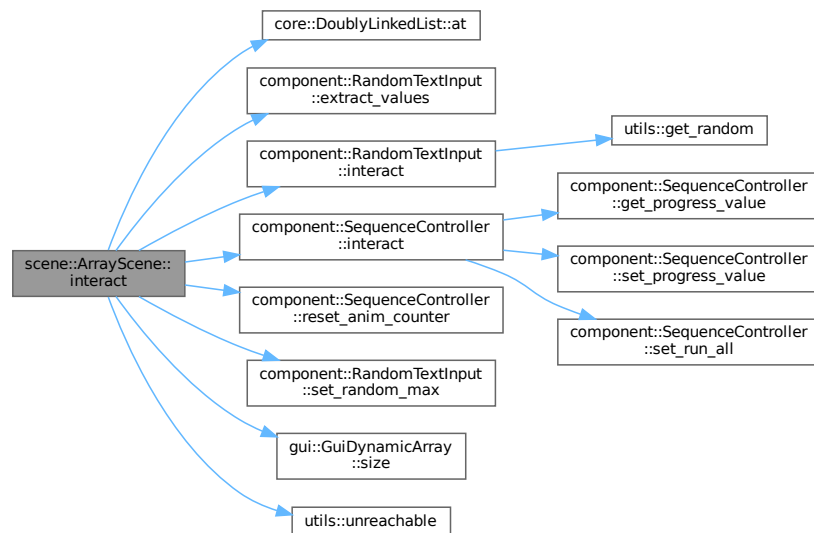 core::DoublyLinkedList::at
component::RandomTextInput
::extract_values
utils::get_random
component::RandomTextInput
::interact
component::SequenceController
::get_progress_value
component::SequenceController
::interact
scene::ArrayScene::
interact
component::SequenceController
::set_progress_value
component::SequenceController
::reset_anim_counter
component::SequenceController
::set_run_all
component::RandomTextInput
::set_random_max
gui::GuiDynamicArray
::size
utils::unreachable